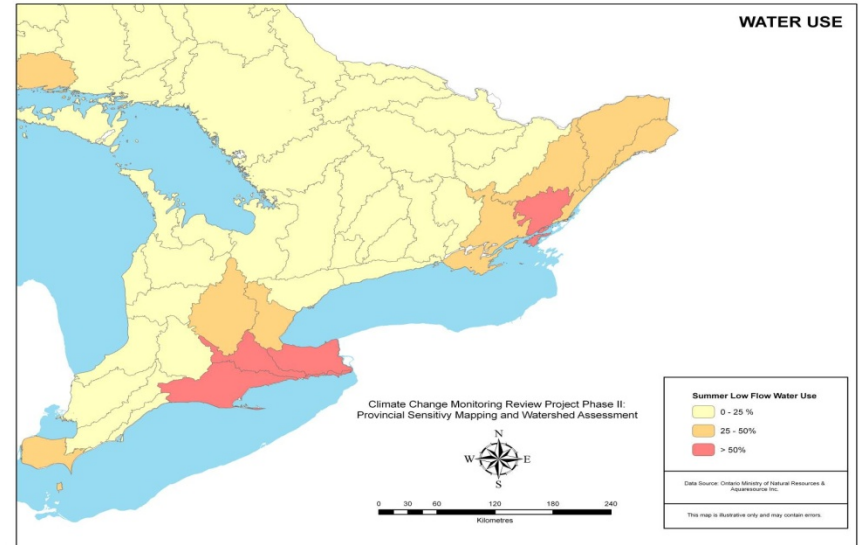 WATER USE
Climate Change Monitoring Review Project Phase II:
Provincial Sensitivy Mapping and Watershed Assessment
N
W E
S
0 30 60 120 180 240
Kilometres
Summer Low Flow Water Use
0 - 25 %
25 - 50%
> 50%
Data Source: Ontario Ministry of Natural Resources &
Aquaresource Inc.
This map is illustrative only and may contain errors.